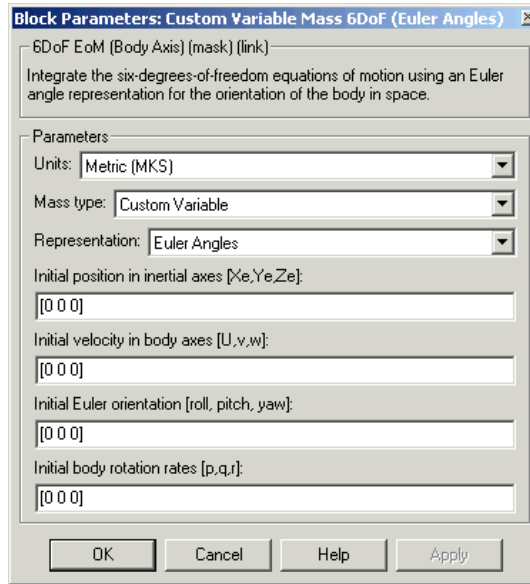 Block Parameters: Custom Variable Mass 6DoF (Euler Angles)
6DoF EoM (Body Axis) (mask) (link)
Integrate the six-degrees-of-freedom equations of motion using an Euler
angle representation for the orientation of the body in space.
Parameters
Units: Metric (MKS)
Mass type: Custom Variable
Representation: Euler Angles
Initial position in inertial axes [Xe,Ye,Ze]:
[0 0 0]
Initial velocity in body axes [U,v,w]:
[0 0 0]
Initial Euler orientation [roll, pitch, yaw]:
[0 0 0]
Initial body rotation rates [p,q,r]:
[0 0 0]
OK Cancel Help Apply